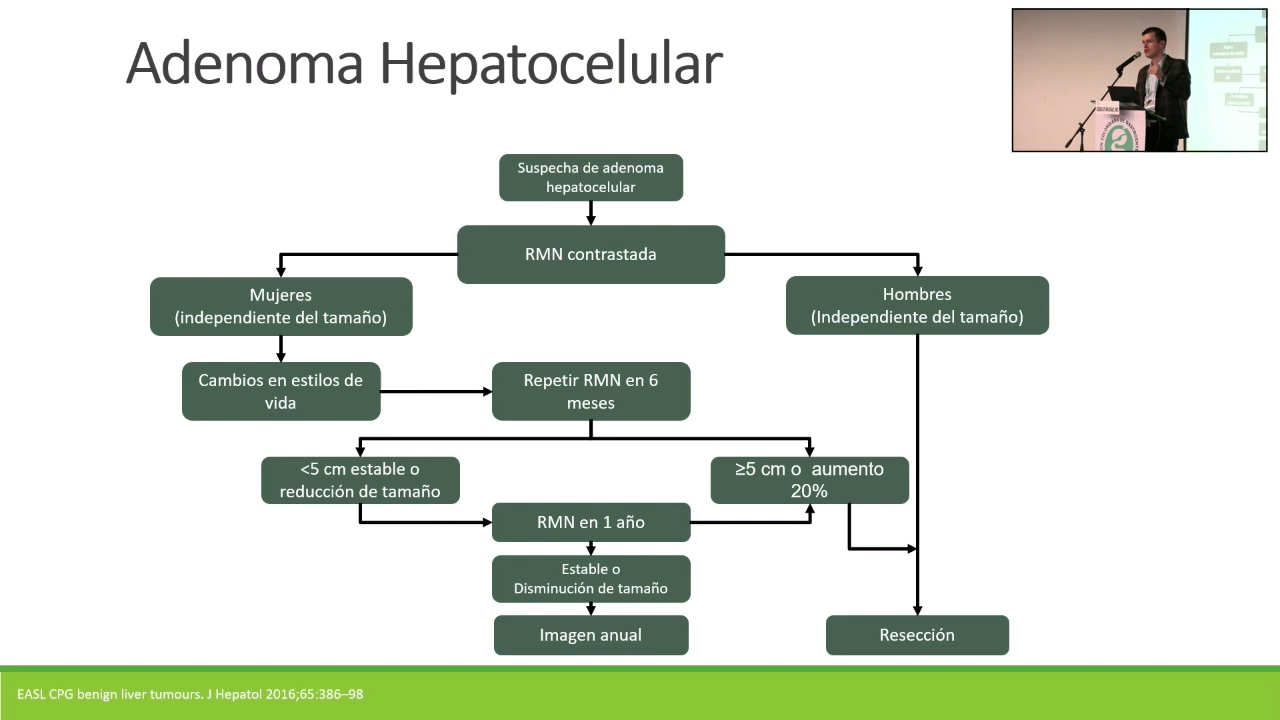 Adenoma Hepatocelular
Suspecha de adenoma
hepatocelular
RMN contrastada
Mujeres
(independiente del tamaño)
Hombres
(Independiente del tamaño)
Cambios en estilos de
vida
Repetir RMN en 6
meses
<5 cm estable o
reducción de tamaño
≥5 cm o  aumento
20%
RMN en 1 año
Estable o
Disminución de tamaño
Imagen anual
Resección
EASL CPG benign liver tumours. J Hepatol 2016;65:386–98